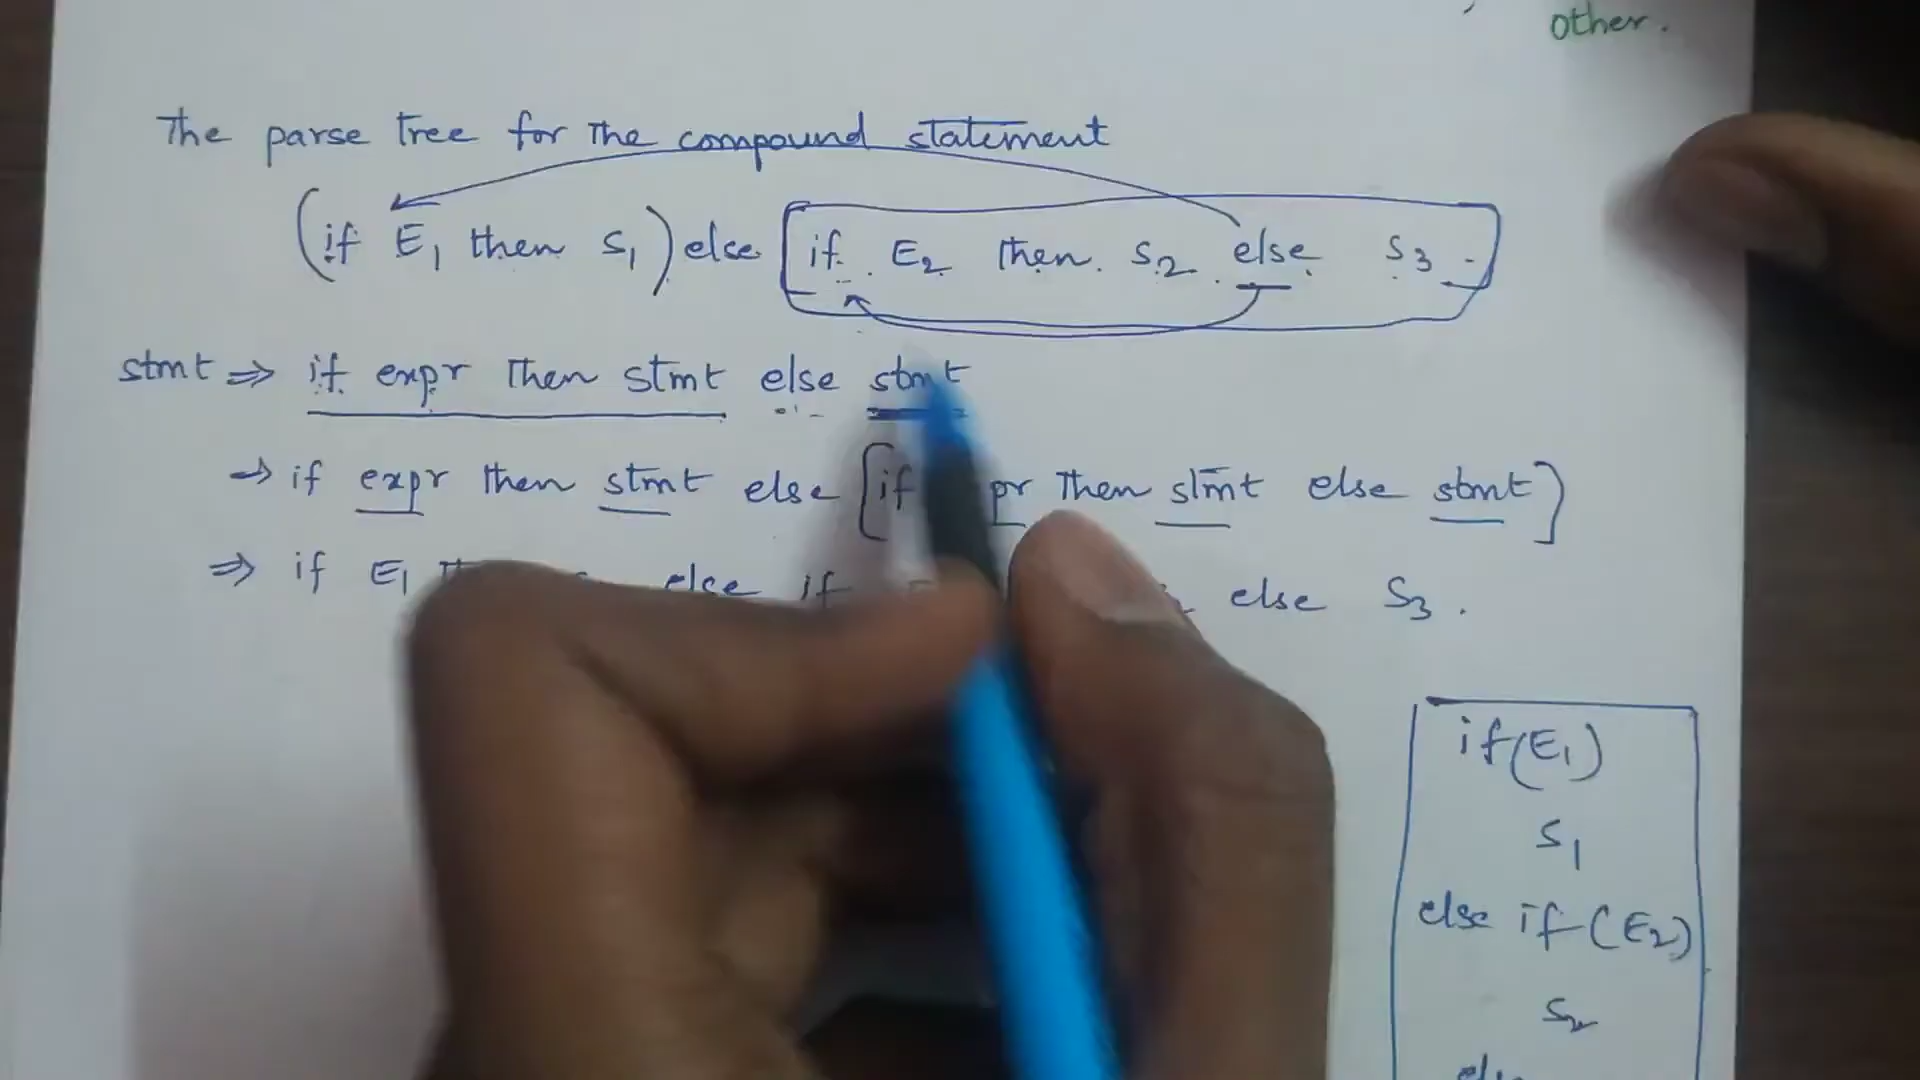 other.
The parse tree for the compound statement
(if E1 then S1) else [if E2 then S2 else S3.
stmt ⇒ if expr then stmt else stmt
→ if expr then stmt else [if pr then stmt else stmt]
⇒ if E1 else if else S3.
if(E1)
S1
else if (E2)
S2